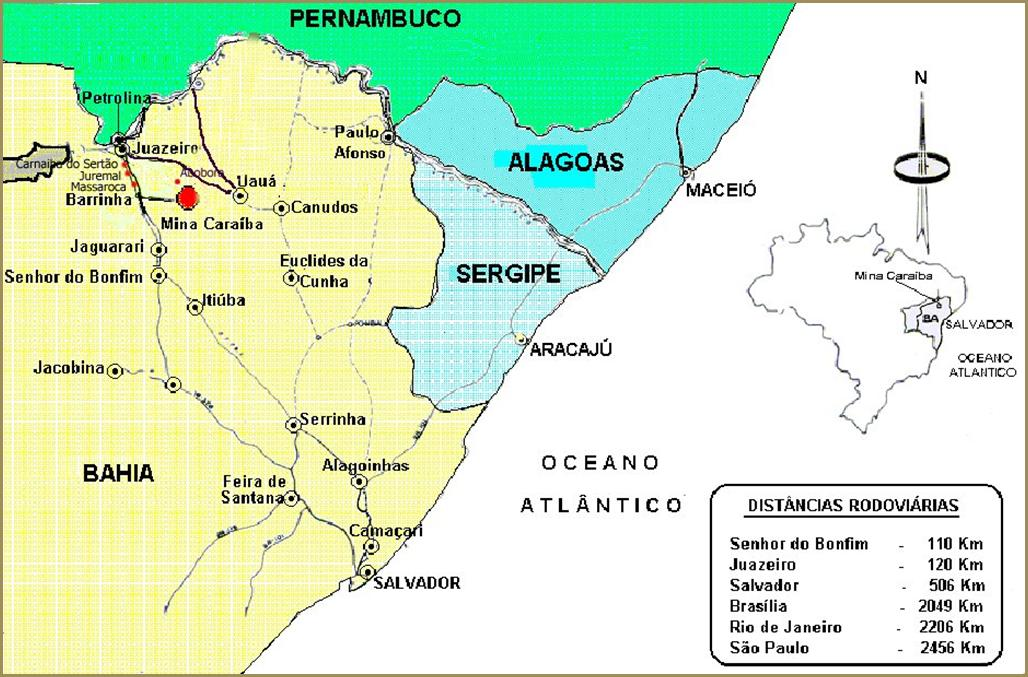 PERNAMBUCO
Petrolina
Juazeiro
Paulo
Afonso
ALAGOAS
N
Carnaiba do Sertão
Juremal
Massaroca
Barrinha
Uauá
MACEIÓ
Canudos
Mina Caraíba
Jaguarari
Senhor do Bonfim
Euclides da
Cunha
SERGIPE
Mina Caraíba
Itiúba
BA
SALVADOR
ARACAJÚ
OCEANO
ATLANTICO
Jacobina
Serrinha
BAHIA
Alagoinhas
Feira de
Santana
OCEANO
ATLÂNTICO
Camaçari
SALVADOR
DISTÂNCIAS RODOVIÁRIAS
Senhor do Bonfim - 110 Km
Juazeiro - 120 Km
Salvador - 506 Km
Brasília - 2049 Km
Rio de Janeiro - 2206 Km
São Paulo - 2456 Km